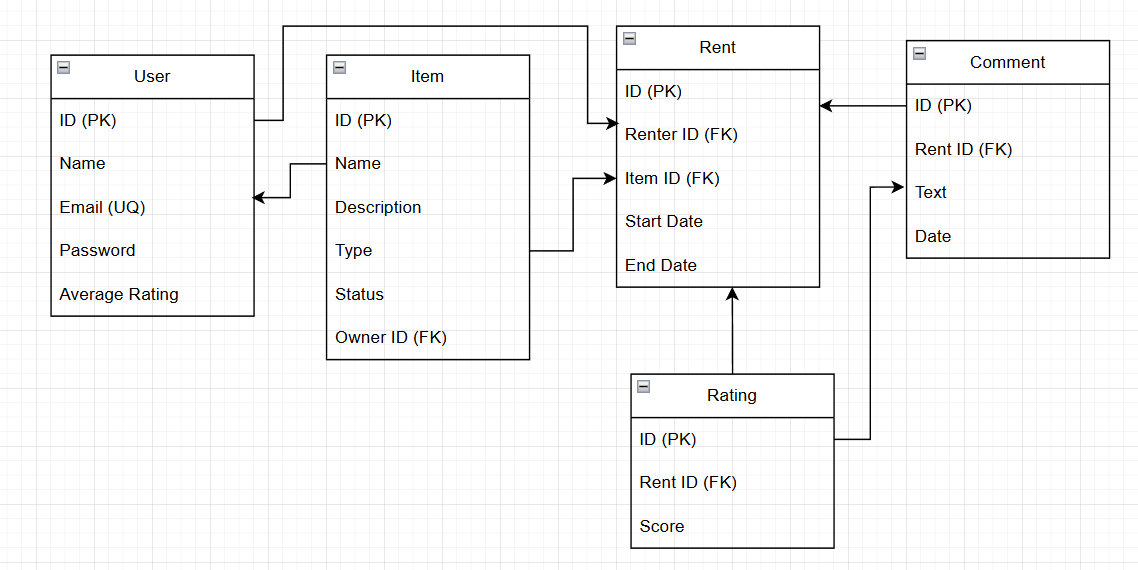 User
ID (PK)
Name
Email (UQ)
Password
Average Rating
Item
ID (PK)
Name
Description
Type
Status
Owner ID (FK)
Rent
ID (PK)
Renter ID (FK)
Item ID (FK)
Start Date
End Date
Comment
ID (PK)
Rent ID (FK)
Text
Date
Rating
ID (PK)
Rent ID (FK)
Score